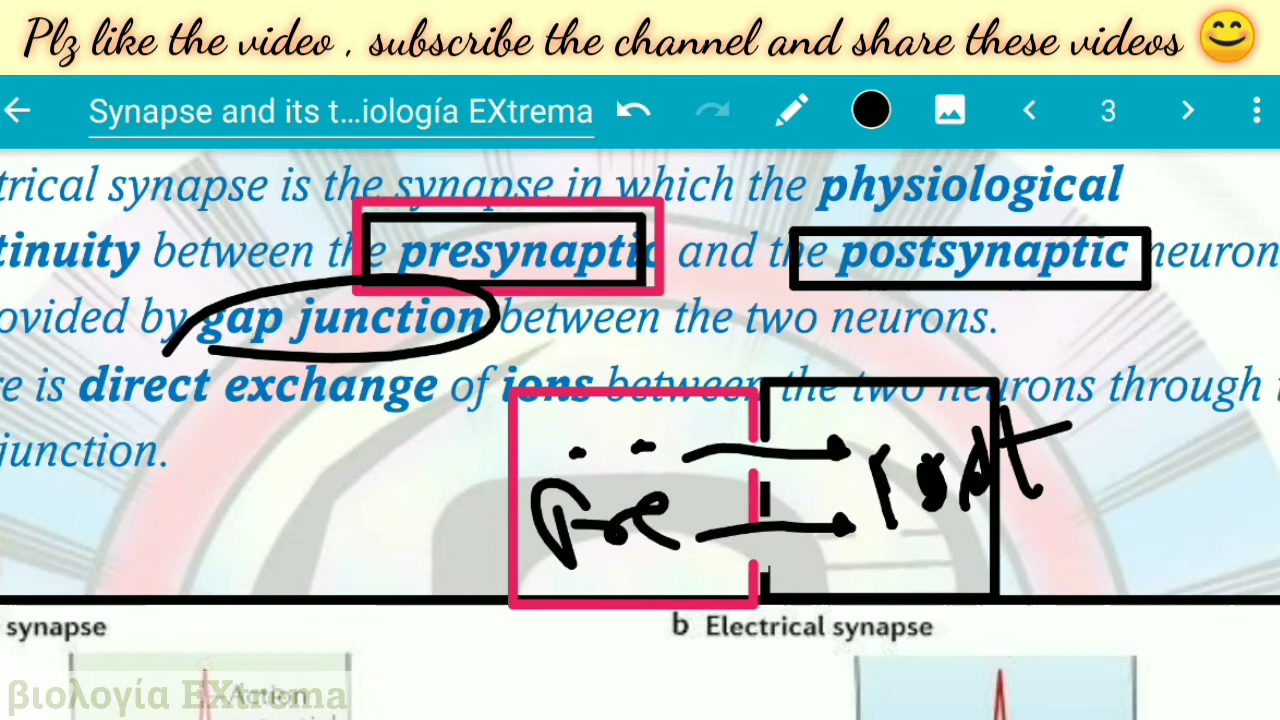 Plz like the video , subscribe the channel and share these videos 😊
Synapse and its t...iología EXtrema 3
trical synapse is the synapse in which the physiological
tinuity between the presynaptic and the postsynaptic neuron
ovided by gap junction between the two neurons.
re is direct exchange of ions between the two neurons through
junction.
Pre Post
synapse
b Electrical synapse
βιολογία EXtrema
Action